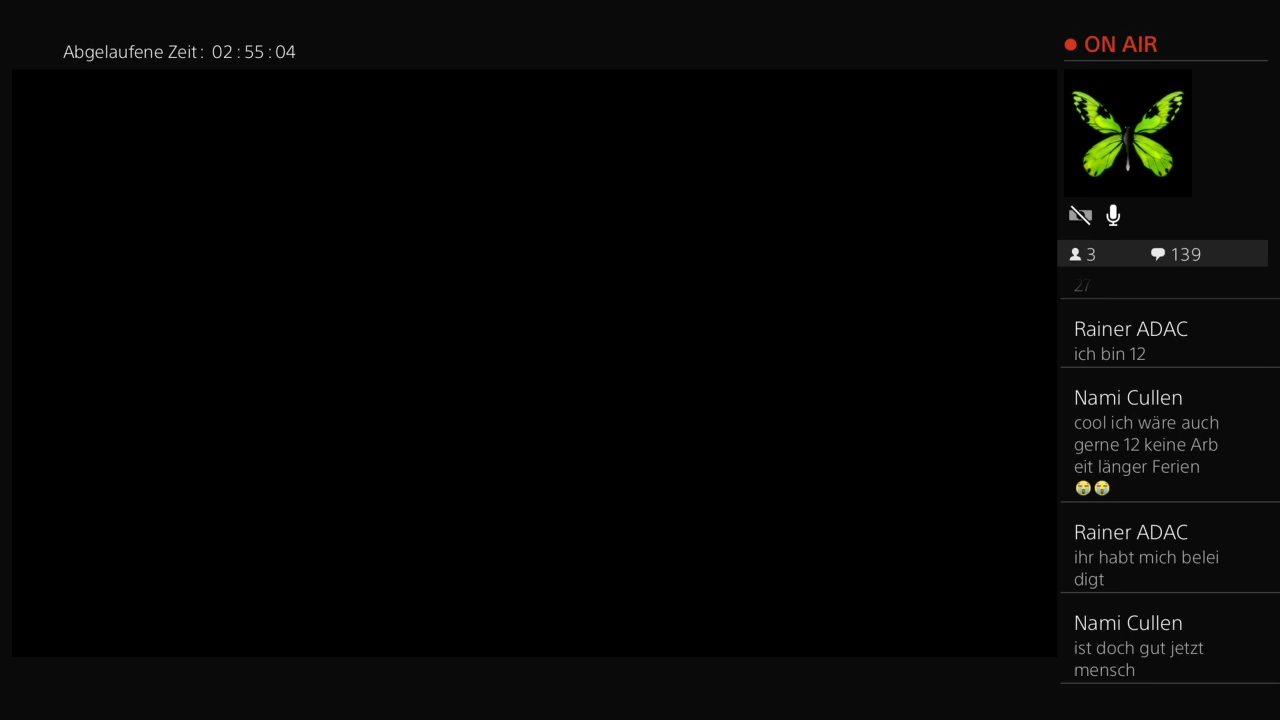 Abgelaufene Zeit: 02:55:04
ON AIR
3 139
27
Rainer ADAC
ich bin 12
Nami Cullen
cool ich wäre auch
gerne 12 keine Arb
eit länger Ferien
😭😭
Rainer ADAC
ihr habt mich belei
digt
Nami Cullen
ist doch gut jetzt
mensch